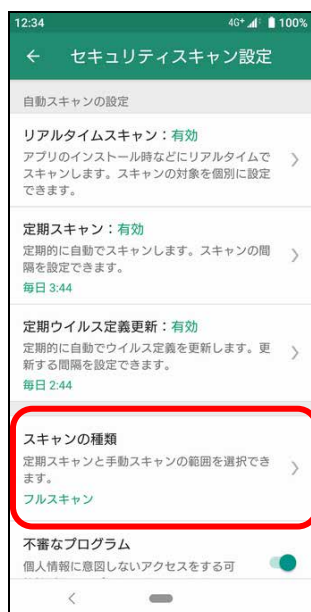 12:34 4G+ 100%
← セキュリティスキャン設定
自動スキャンの設定
リアルタイムスキャン：有効
アプリのインストール時などにリアルタイムで
スキャンします。スキャンの対象を個別に設定
できます。
定期スキャン：有効
定期的に自動でスキャンします。スキャンの間
隔を設定できます。
毎日 3:44
定期ウイルス定義更新：有効
定期的に自動でウイルス定義を更新します。更
新する間隔を設定できます。
毎日 2:44
スキャンの種類
定期スキャンと手動スキャンの範囲を選択でき
ます。
フルスキャン
不審なプログラム
個人情報に意図しないアクセスをする可